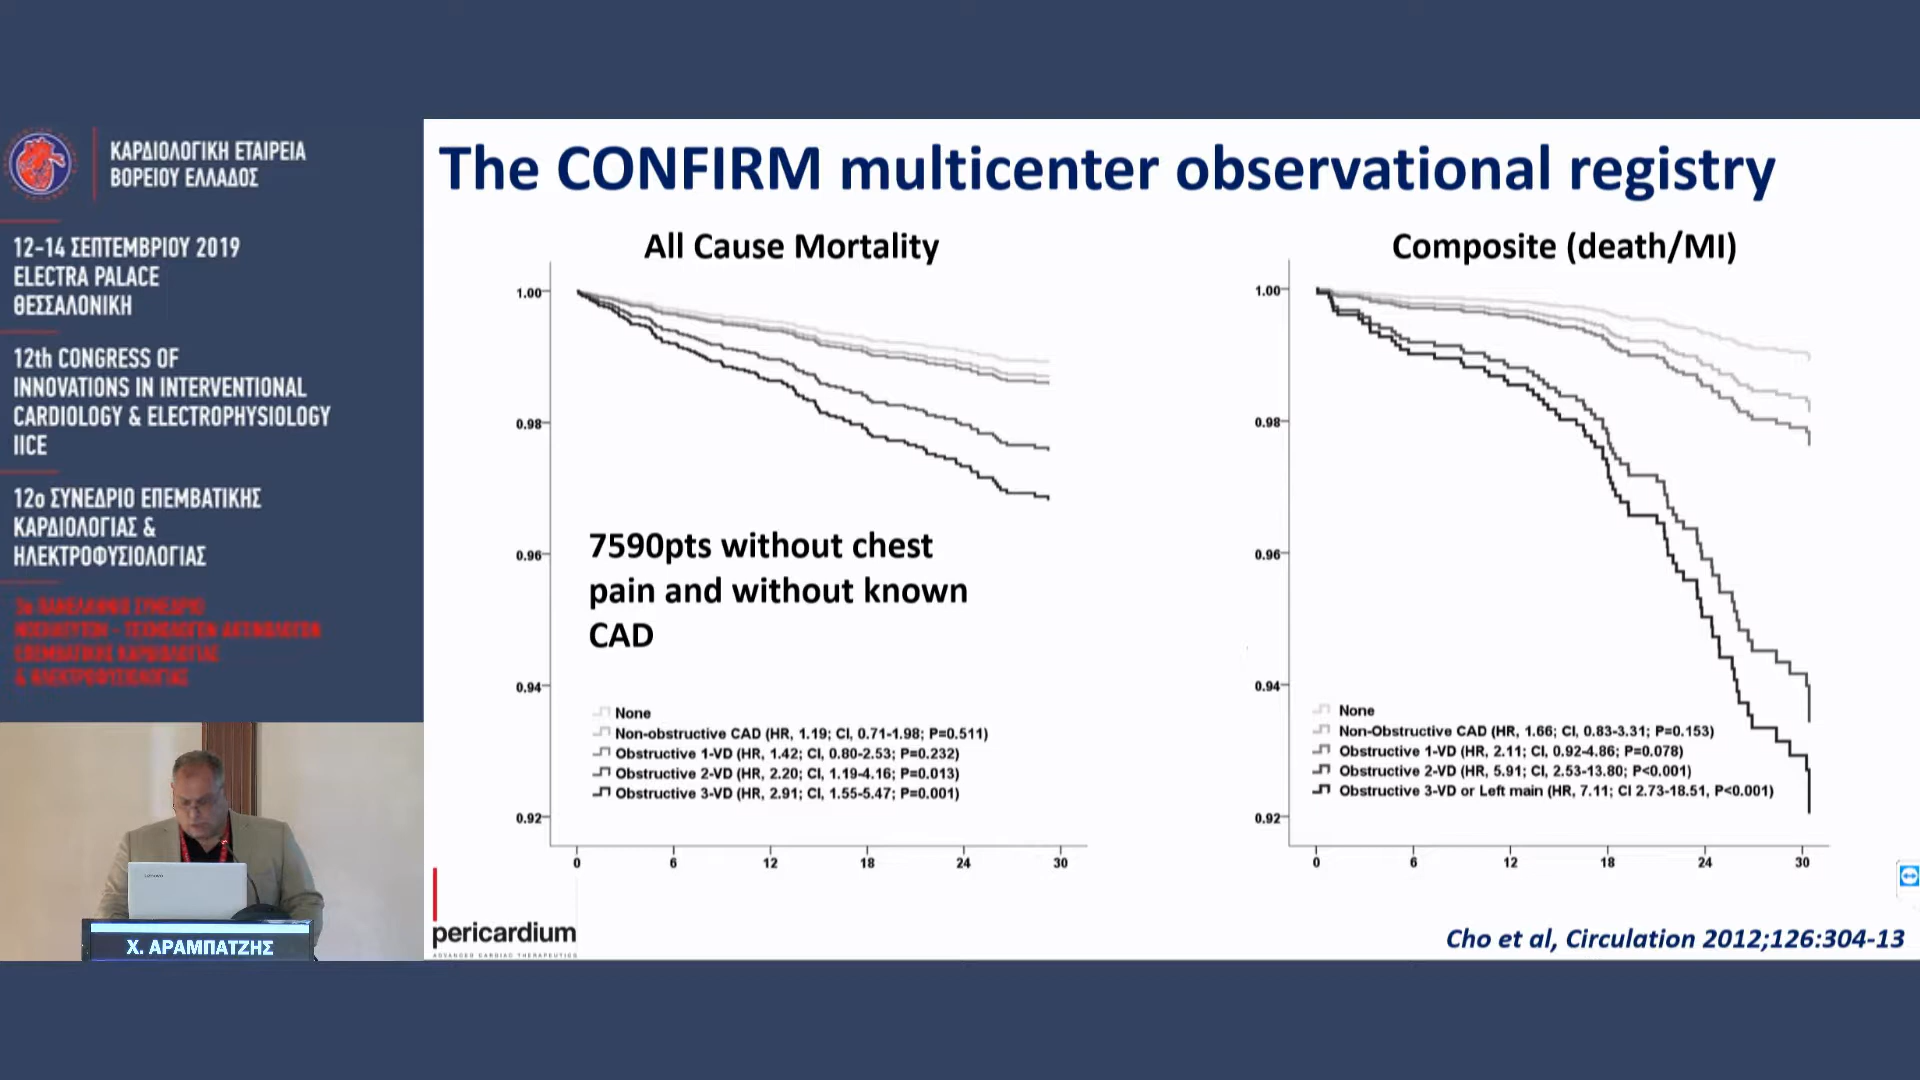 ΚΑΡΔΙΟΛΟΓΙΚΗ ΕΤΑΙΡΕΙΑ
ΒΟΡΕΙΟΥ ΕΛΛΑΔΟΣ
12-14 ΣΕΠΤΕΜΒΡΙΟΥ 2019
ELECTRA PALACE
ΘΕΣΣΑΛΟΝΙΚΗ
12th CONGRESS OF
INNOVATIONS IN INTERVENTIONAL
CARDIOLOGY & ELECTROPHYSIOLOGY
IICE
12ο ΣΥΝΕΔΡΙΟ ΕΠΕΜΒΑΤΙΚΗΣ
ΚΑΡΔΙΟΛΟΓΙΑΣ &
ΗΛΕΚΤΡΟΦΥΣΙΟΛΟΓΙΑΣ
3ο ΠΑΝΕΛΛΗΝΙΟ ΣΥΝΕΔΡΙΟ
ΝΟΣΗΛΕΥΤΩΝ - ΤΕΧΝΟΛΟΓΩΝ ΑΚΤΙΝΟΛΟΓΩΝ
ΕΠΕΜΒΑΤΙΚΗΣ ΚΑΡΔΙΟΛΟΓΙΑΣ
& ΗΛΕΚΤΡΟΦΥΣΙΟΛΟΓΙΑΣ
Χ. ΑΡΑΜΠΑΤΖΗΣ
The CONFIRM multicenter observational registry
All Cause Mortality
1.00
0.98
0.96
0.94
0.92
7590pts without chest
pain and without known
CAD
None
Non-obstructive CAD (HR, 1.19; CI, 0.71-1.98; P=0.511)
Obstructive 1-VD (HR, 1.42; CI, 0.80-2.53; P=0.232)
Obstructive 2-VD (HR, 2.20; CI, 1.19-4.16; P=0.013)
Obstructive 3-VD (HR, 2.91; CI, 1.55-5.47; P=0.001)
0 6 12 18 24 30
Composite (death/MI)
1.00
0.98
0.96
0.94
0.92
None
Non-Obstructive CAD (HR, 1.66; CI, 0.83-3.31; P=0.153)
Obstructive 1-VD (HR, 2.11; CI, 0.92-4.86; P=0.078)
Obstructive 2-VD (HR, 5.91; CI, 2.53-13.80; P<0.001)
Obstructive 3-VD or Left main (HR, 7.11; CI 2.73-18.51, P<0.001)
0 6 12 18 24 30
pericardium
ADVANCED CARDIAC THERAPEUTICS
Cho et al, Circulation 2012;126:304-13